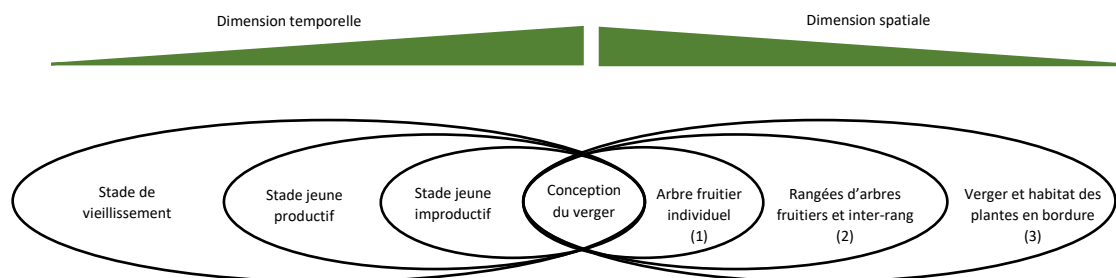 Dimension temporelle
Dimension spatiale
Stade de
vieillissement
Stade jeune
productif
Stade jeune
improductif
Conception
du verger
Arbre fruitier
individuel
(1)
Rangées d’arbres
fruitiers et inter-rang
(2)
Verger et habitat des
plantes en bordure
(3)